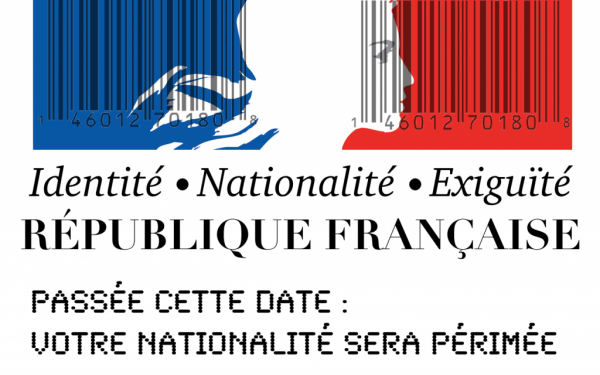 1 46012 70180 8 1 46012 70180 8
Identité • Nationalité • Exiguïté
RÉPUBLIQUE FRANÇAISE
PASSÉE CETTE DATE :
VOTRE NATIONALITÉ SERA PÉRIMÉE